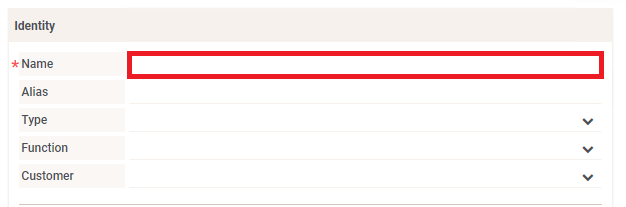 Identity
* Name
Alias
Type
Function
Customer